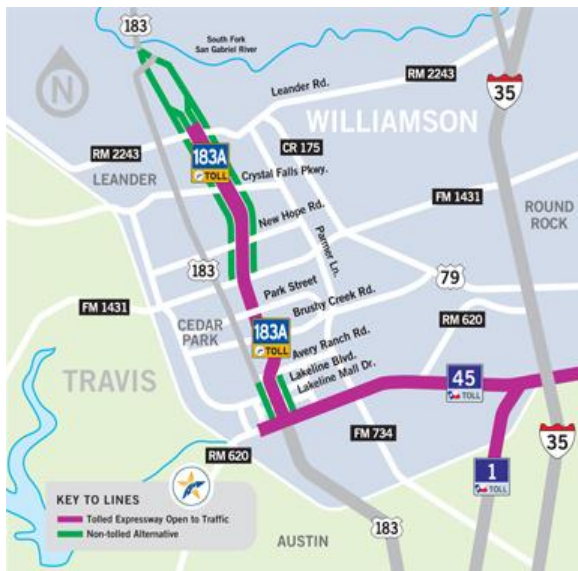 183
South Fork
San Gabriel River
N
Leander Rd.
RM 2243
35
WILLIAMSON
CR 175
RM 2243
183A
TOLL
Crystal Falls Pkwy.
LEANDER
FM 1431
New Hope Rd.
ROUND
ROCK
Parmer Ln.
183
79
Park Street
FM 1431
Brushy Creek Rd.
RM 620
CEDAR
PARK
183A
TOLL
Avery Ranch Rd.
Lakeline Blvd.
Lakeline Mall Dr.
TRAVIS
45
TOLL
FM 734
35
RM 620
1
TOLL
KEY TO LINES
Tolled Expressway Open to Traffic
Non-tolled Alternative
183
AUSTIN